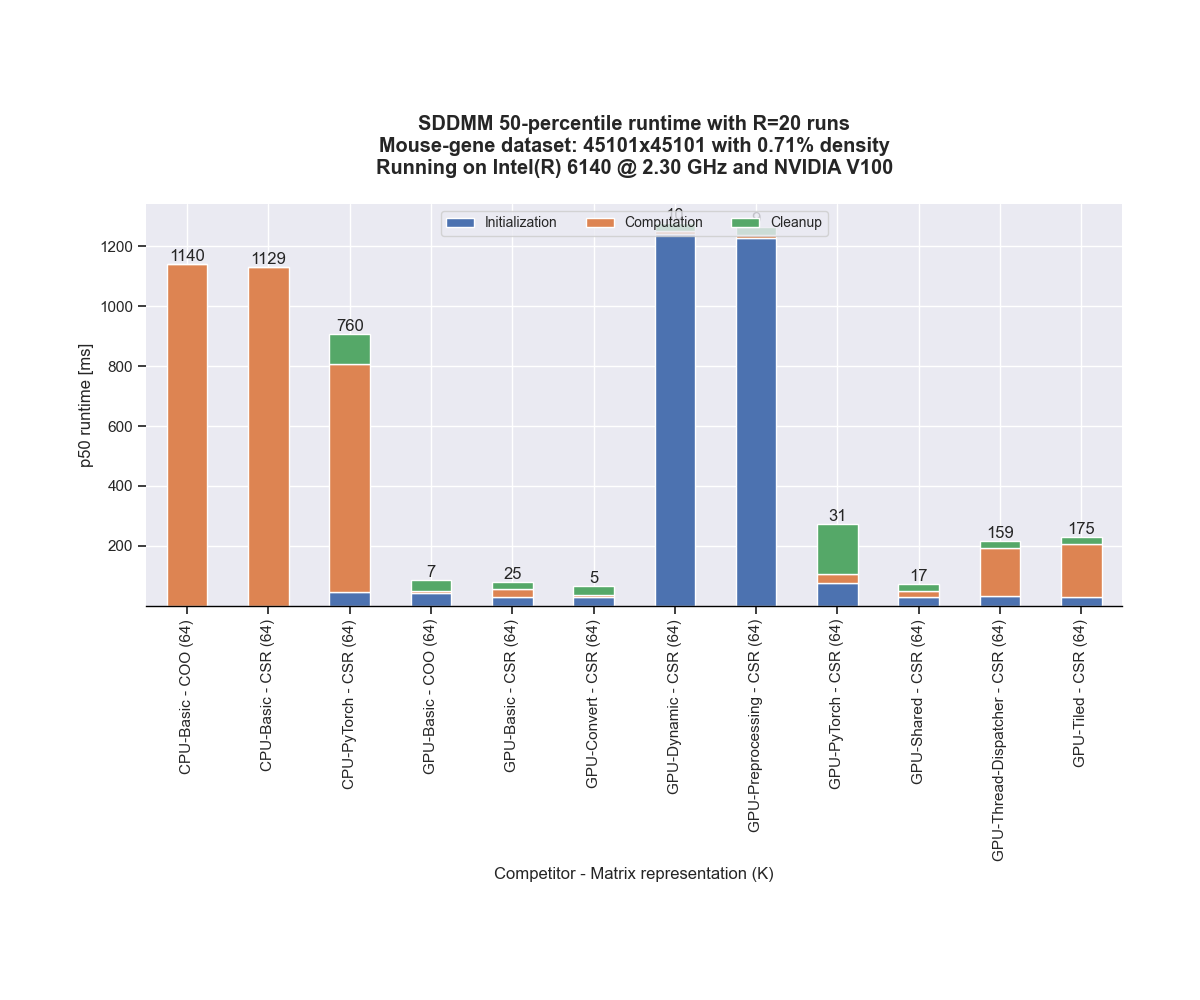 SDDMM 50-percentile runtime with R=20 runs
Mouse-gene dataset: 45101x45101 with 0.71% density
Running on Intel(R) 6140 @ 2.30 GHz and NVIDIA V100
Initialization Computation Cleanup
10
1140
1129
760
7
25
5
31
17
159
175
p50 runtime [ms]
1200
1000
800
600
400
200
CPU-Basic - COO (64)
CPU-Basic - CSR (64)
CPU-PyTorch - CSR (64)
GPU-Basic - COO (64)
GPU-Basic - CSR (64)
GPU-Convert - CSR (64)
GPU-Dynamic - CSR (64)
GPU-Preprocessing - CSR (64)
GPU-PyTorch - CSR (64)
GPU-Shared - CSR (64)
GPU-Thread-Dispatcher - CSR (64)
GPU-Tiled - CSR (64)
Competitor - Matrix representation (K)